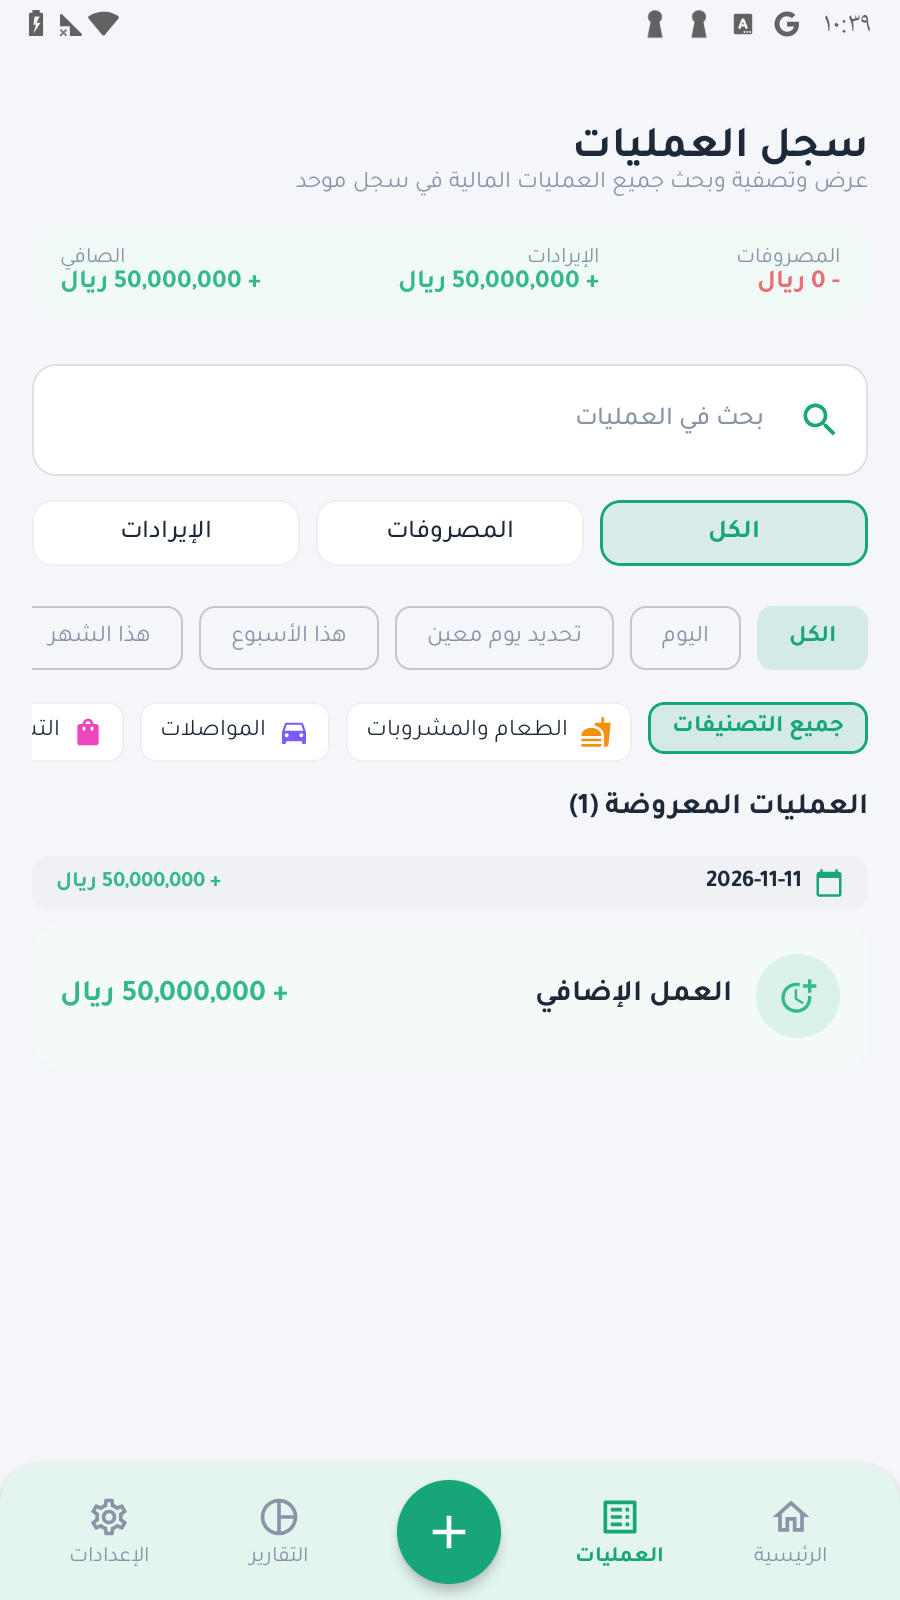 ١٠:٣٩
سجل العمليات
عرض وتصفية وبحث جميع العمليات المالية في سجل موحد
المصروفات الإيرادات الصافي
- 0 ريال + 50,000,000 ريال + 50,000,000 ريال
بحث في العمليات
الكل المصروفات الإيرادات
الكل اليوم تحديد يوم معين هذا الأسبوع هذا الشهر
جميع التصنيفات الطعام والمشروبات المواصلات
العمليات المعروضة (1)
2026-11-11 + 50,000,000 ريال
العمل الإضافي + 50,000,000 ريال
الرئيسية العمليات التقارير الإعدادات